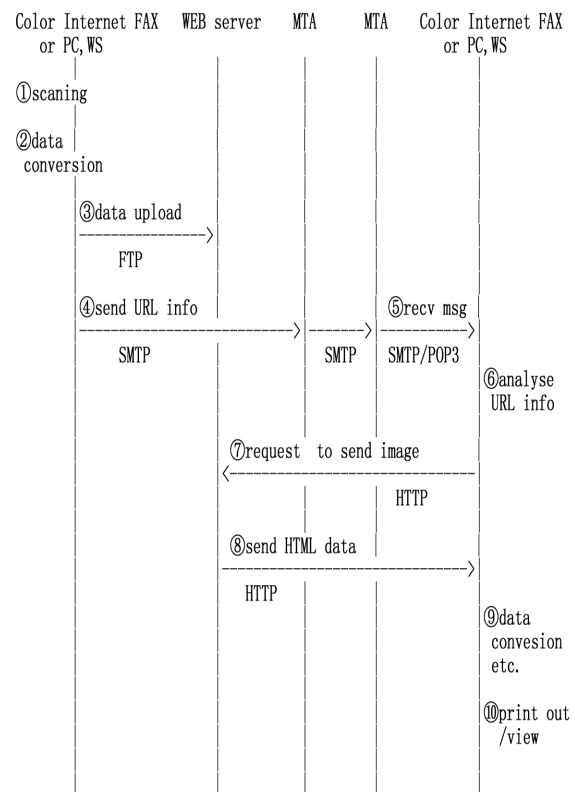 Color Internet FAX WEB server MTA MTA Color Internet FAX
or PC,WS or PC,WS
①scaning
②data
conversion
③data upload
FTP
④send URL info ⑤recv msg
SMTP SMTP SMTP/POP3
⑥analyse
URL info
⑦request to send image
HTTP
⑧send HTML data
HTTP
⑨data
convesion
etc.
⑩print out
/view